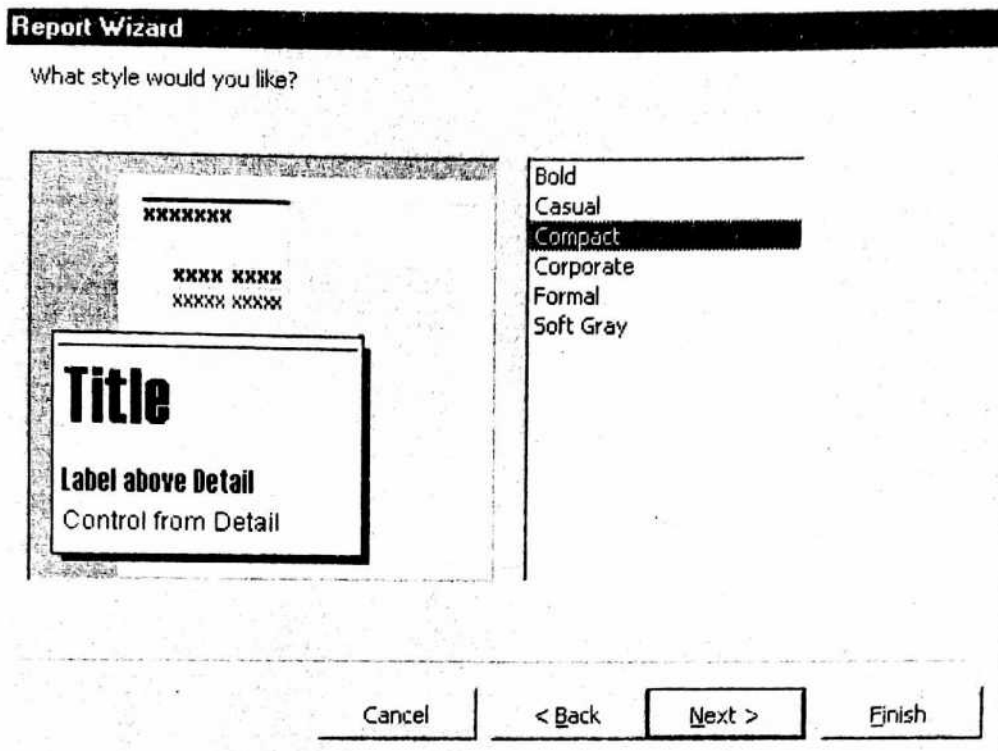 Report Wizard
What style would you like?
xxxxxxx
xxxx xxxx
xxxxx xxxxx
Title
Label above Detail
Control from Detail
Bold
Casual
Compact
Corporate
Formal
Soft Gray
Cancel
< Back
Next >
Finish